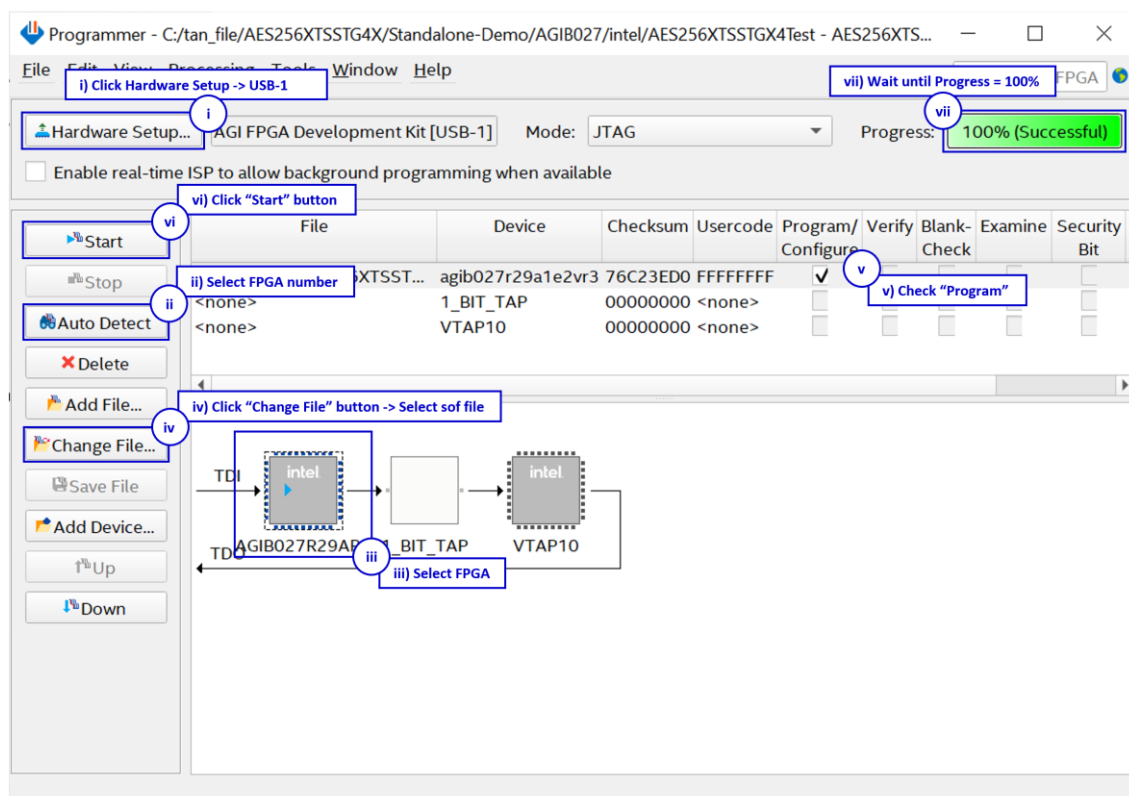 Programmer - C:/tan_file/AES256XTSSTG4X/Standalone-Demo/AGIB027/intel/AES256XTSSTGX4Test - AES256XTS...
File Edit View Processing Tools Window Help
FPGA
i) Click Hardware Setup -> USB-1
vii) Wait until Progress = 100%
i
vii
Hardware Setup... AGI FPGA Development Kit [USB-1] Mode: JTAG Progress: 100% (Successful)
Enable real-time ISP to allow background programming when available
vi) Click “Start” button
vi
File Device Checksum Usercode Program/ Configure Verify Blank- Check Examine Security Bit
Start
Stop
ii) Select FPGA number
XTSST... agib027r29a1e2vr3 76C23ED0 FFFFFFFF
v
v) Check “Program”
ii
<none> 1_BIT_TAP 00000000 <none>
Auto Detect
<none> VTAP10 00000000 <none>
Delete
Add File...
iv) Click “Change File” button -> Select sof file
iv
Change File...
Save File
Add Device...
Up
Down
TDI
intel
intel
TDO
AGIB027R29A 1_BIT_TAP VTAP10
iii
iii) Select FPGA